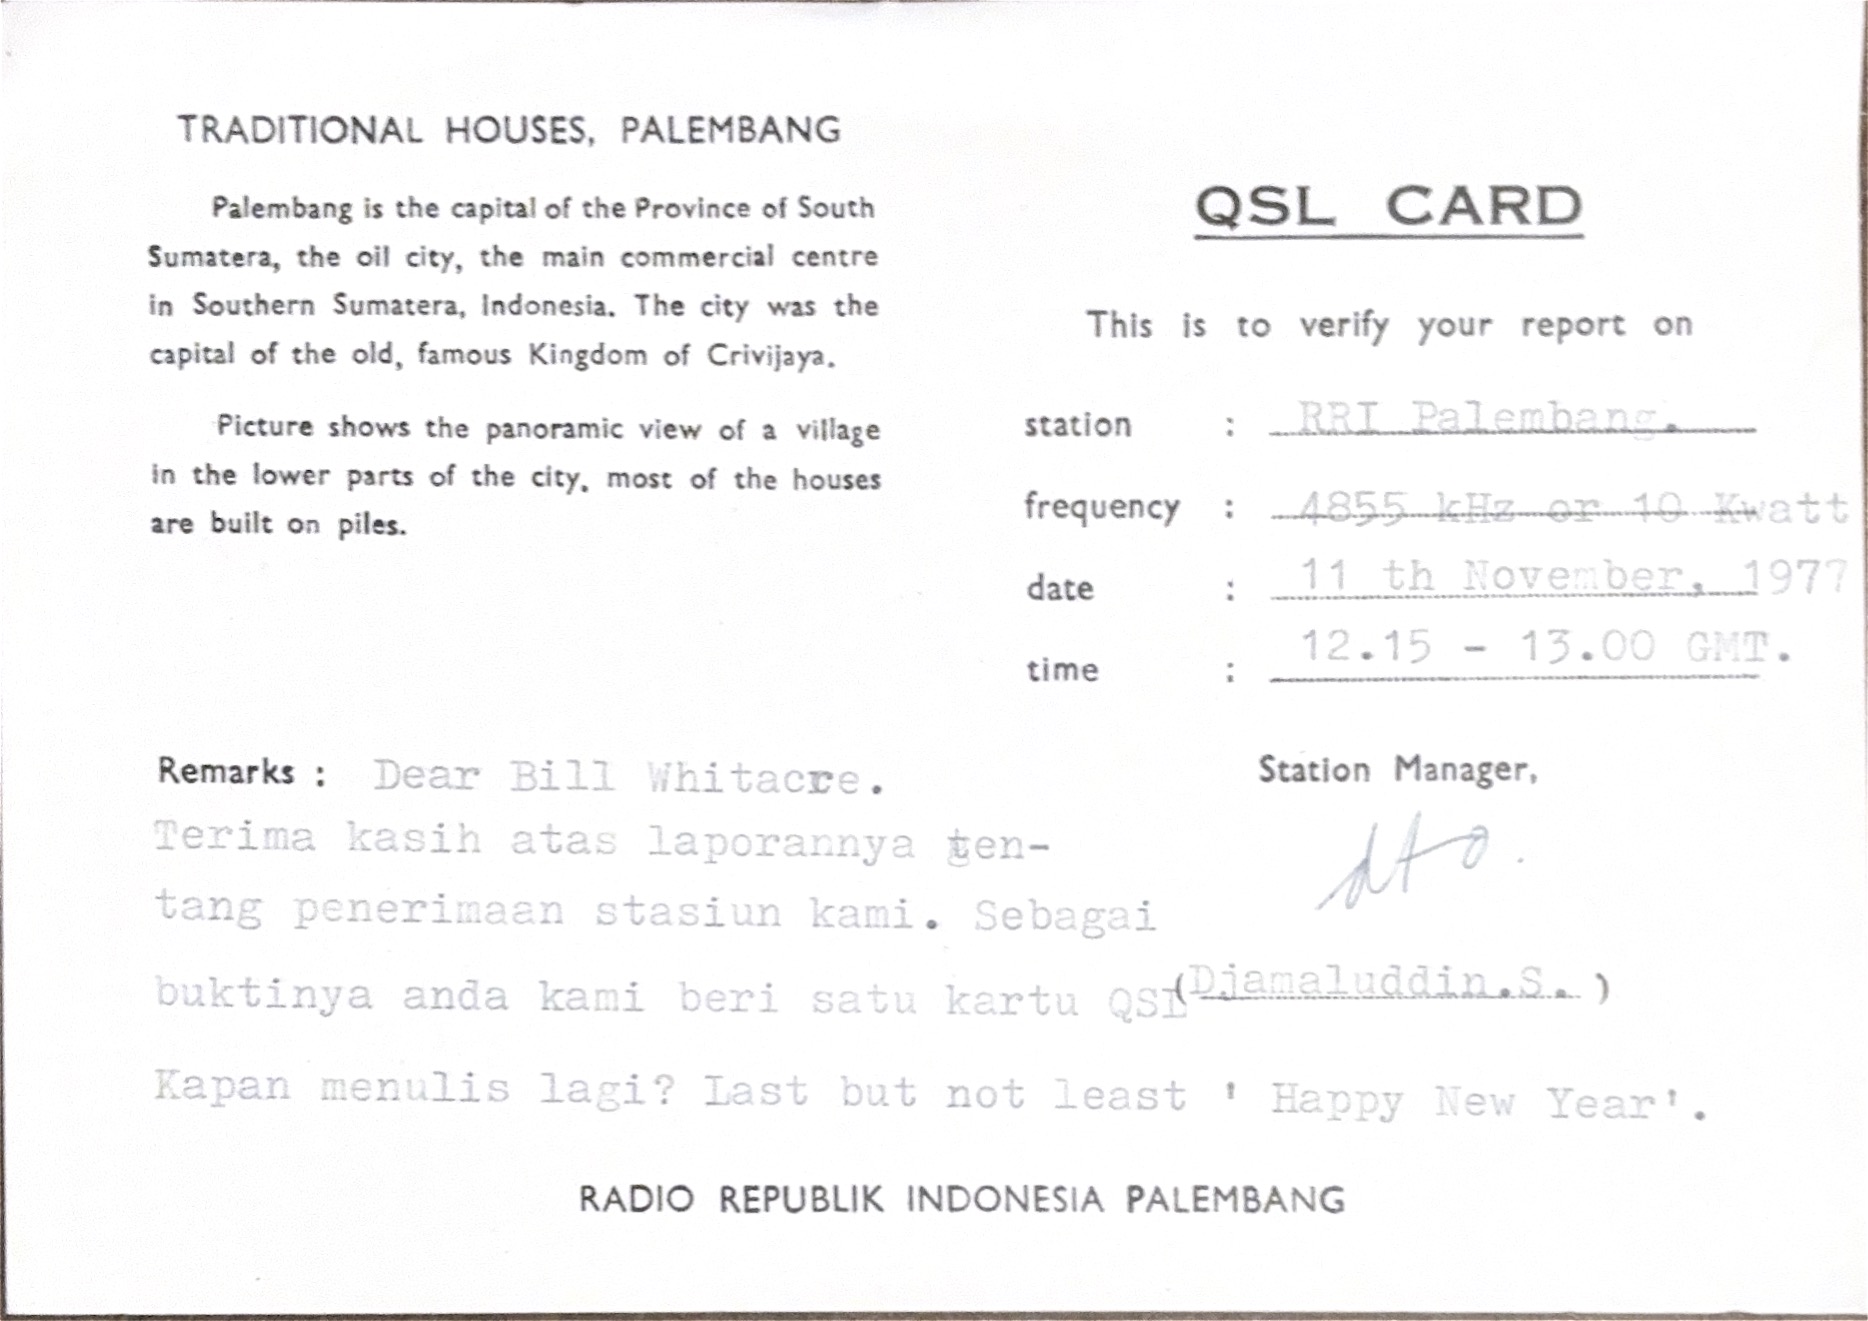 TRADITIONAL HOUSES, PALEMBANG
Palembang is the capital of the Province of South
Sumatera, the oil city, the main commercial centre
in Southern Sumatera, Indonesia. The city was the
capital of the old, famous Kingdom of Crivijaya.
Picture shows the panoramic view of a village
in the lower parts of the city, most of the houses
are built on piles.
QSL CARD
This is to verify your report on
station : RRI Palembang.
frequency : 4855 kHz or 10 Kwatt
date : 11 th November, 1977
time : 12.15 - 13.00 GMT.
Remarks : Dear Bill Whitacre.
Terima kasih atas laporannya ten-
tang penerimaan stasiun kami. Sebagai
buktinya anda kami beri satu kartu QSL
Kapan menulis lagi? Last but not least ' Happy New Year'.
Station Manager,
dto.
(Djamaluddin.S. )
RADIO REPUBLIK INDONESIA PALEMBANG